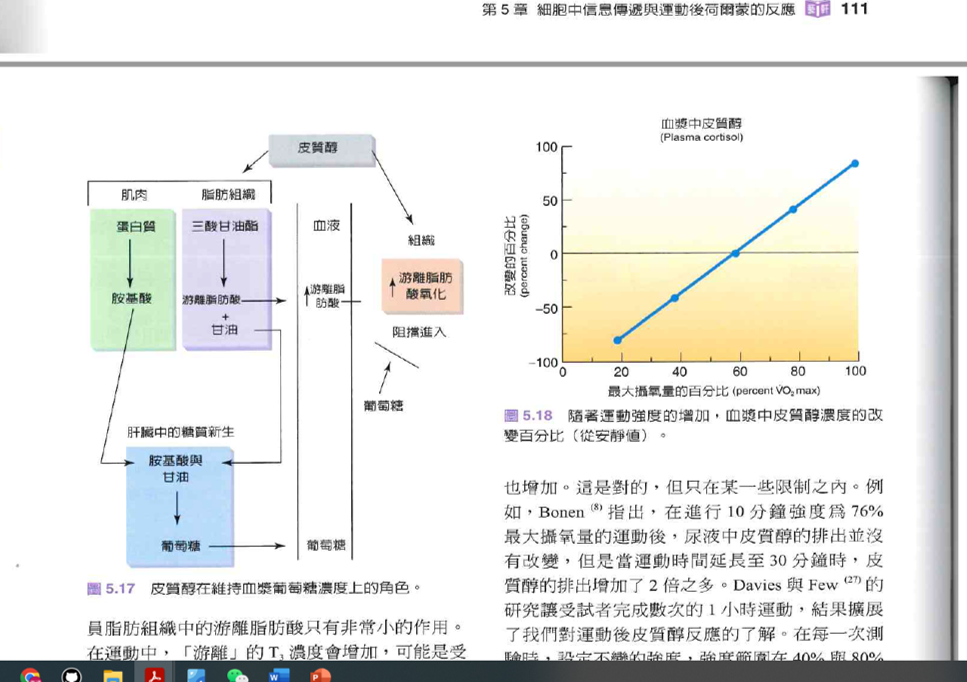 第 5 章 細胞中信息傳遞與運動後荷爾蒙的反應 111
皮質醇
肌肉
脂肪組織
蛋白質
三酸甘油酯
血液
組織
胺基酸
游離脂肪酸
+
甘油
↑游離脂
肪酸
↑游離脂肪
酸氧化
阻擋進入
葡萄糖
肝臟中的糖質新生
胺基酸與
甘油
葡萄糖
葡萄糖
圖 5.17 皮質醇在維持血漿葡萄糖濃度上的角色。
員脂肪組織中的游離脂肪酸只有非常小的作用。
在運動中，「游離」的 T₃ 濃度會增加，可能是受
血漿中皮質醇
(Plasma cortisol)
改變的百分比
(percent change)
100
50
0
−50
−100
0 20 40 60 80 100
最大攝氧量的百分比 (percent V̇O₂ max)
圖 5.18 隨著運動強度的增加，血漿中皮質醇濃度的改
變百分比（從安靜值）。
也增加。這是對的，但只在某一些限制之內。例
如，Bonen ⁽⁸⁾ 指出，在進行 10 分鐘強度為 76%
最大攝氧量的運動後，尿液中皮質醇的排出並沒
有改變，但是當運動時間延長至 30 分鐘時，皮
質醇的排出增加了 2 倍之多。Davies 與 Few ⁽²⁷⁾ 的
研究讓受試者完成數次的 1 小時運動，結果擴展
了我們對運動後皮質醇反應的了解。在每一次測
驗時，設定不變的強度，強度範圍在 40% 與 80%